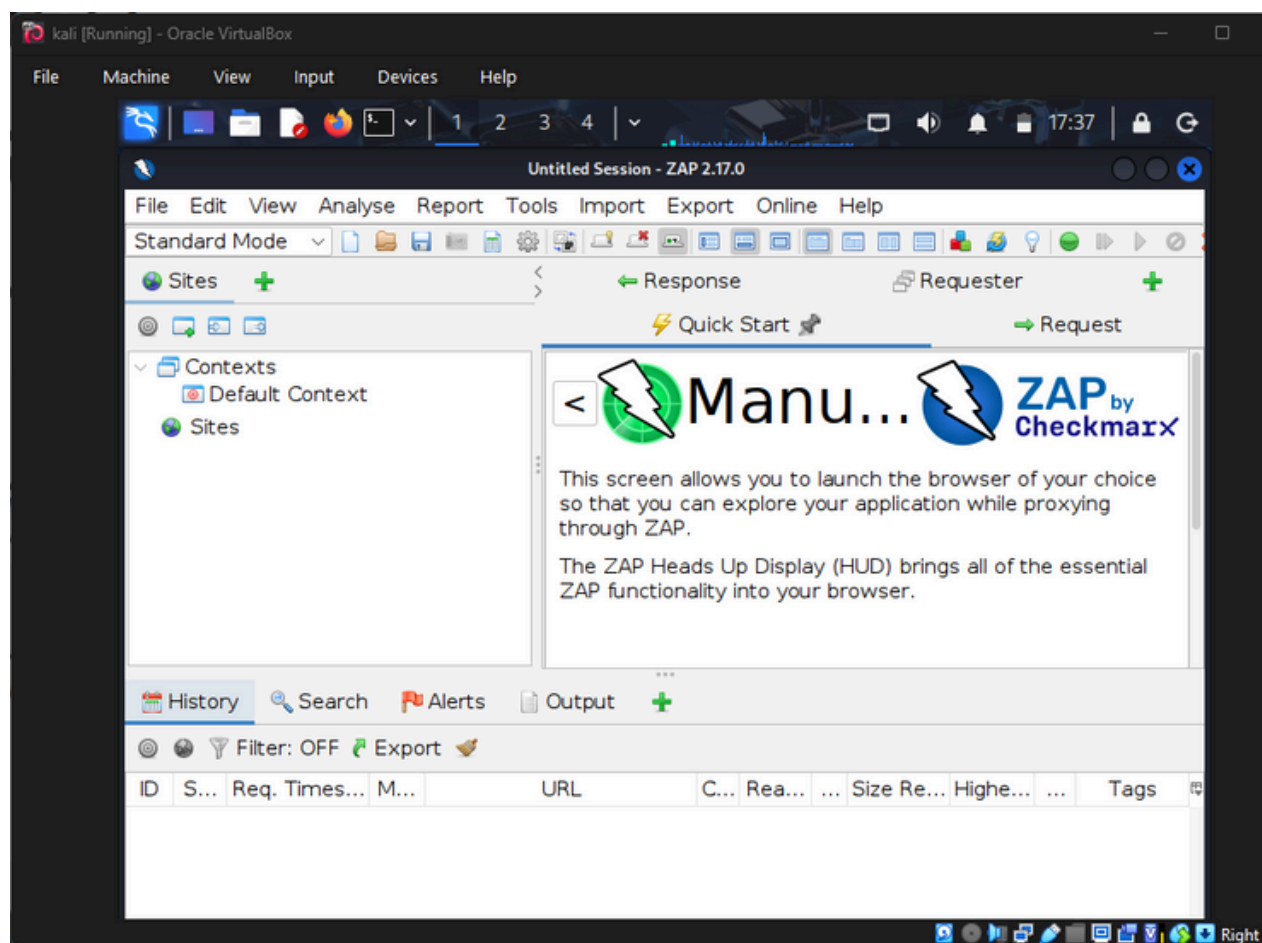 kali [Running] - Oracle VirtualBox
File Machine View Input Devices Help
1 2 3 4 17:37
Untitled Session - ZAP 2.17.0
File Edit View Analyse Report Tools Import Export Online Help
Standard Mode
Sites
Response Requester
Quick Start Request
Contexts
Default Context
Sites
< Manu... ZAP by Checkmarx
This screen allows you to launch the browser of your choice
so that you can explore your application while proxying
through ZAP.
The ZAP Heads Up Display (HUD) brings all of the essential
ZAP functionality into your browser.
History Search Alerts Output
Filter: OFF Export
ID S... Req. Times... M... URL C... Rea... ... Size Re... Highe... ... Tags
Right